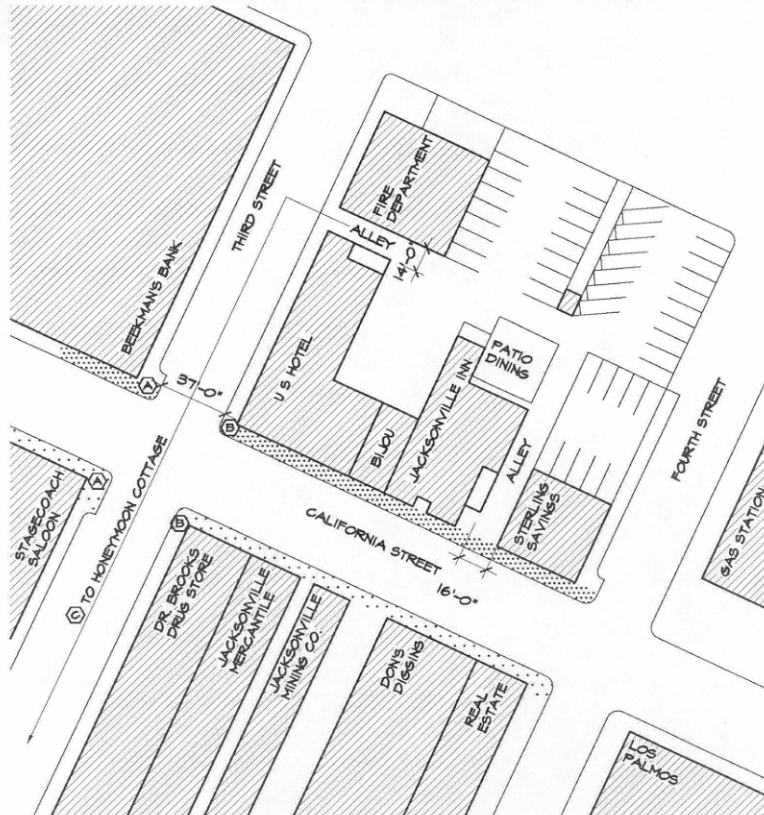 FIRE
DEPARTMENT
THIRD STREET
ALLEY
14'-0"
BEEKMAN'S BANK
U S HOTEL
PATIO
DINING
JACKSONVILLE INN
BIJOU
ALLEY
FOURTH STREET
A
37'-0"
B
STERLING
SAVINGS
GAS STATION
CALIFORNIA STREET
16'-0"
STAGECOACH
SALOON
A
B
C TO HONEYMOON COTTAGE
DR. BROOKS
DRUG STORE
JACKSONVILLE
MERCANTILE
JACKSONVILLE
MINING CO.
DON'S
DIGGINS
REAL
ESTATE
LOS
PALMOS